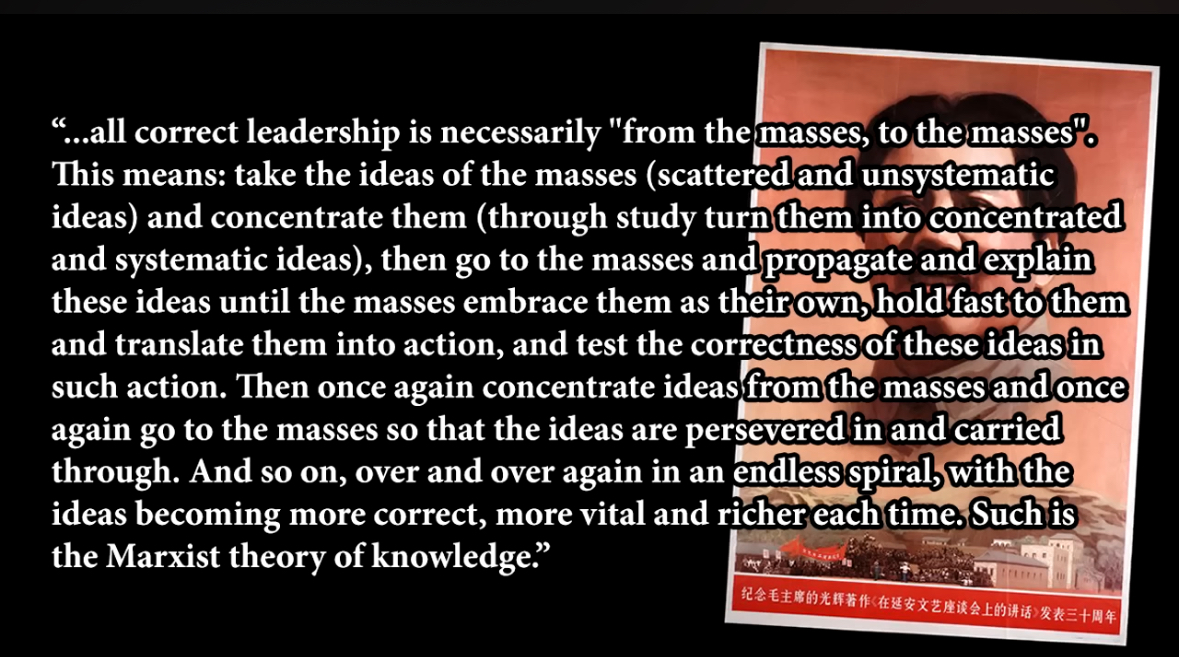 “...all correct leadership is necessarily "from the masses, to the masses".
This means: take the ideas of the masses (scattered and unsystematic
ideas) and concentrate them (through study turn them into concentrated
and systematic ideas), then go to the masses and propagate and explain
these ideas until the masses embrace them as their own, hold fast to them
and translate them into action, and test the correctness of these ideas in
such action. Then once again concentrate ideas from the masses and once
again go to the masses so that the ideas are persevered in and carried
through. And so on, over and over again in an endless spiral, with the
ideas becoming more correct, more vital and richer each time. Such is
the Marxist theory of knowledge.”
纪念毛主席的光辉著作《在延安文艺座谈会上的讲话》发表三十周年